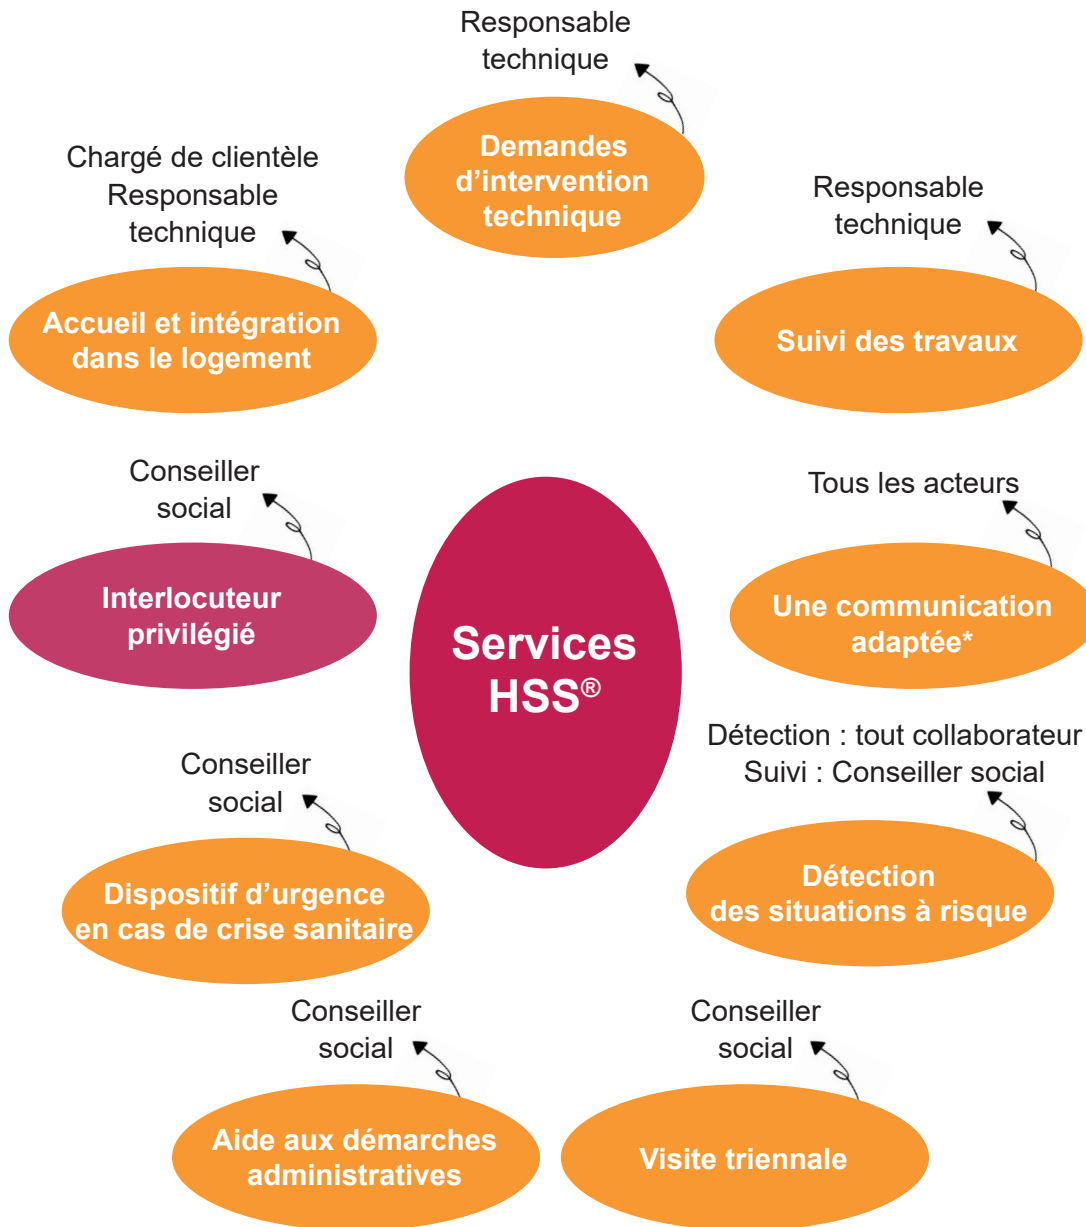 Responsable
technique
Demandes
d’intervention
technique
Chargé de clientèle
Responsable
technique
Accueil et intégration
dans le logement
Responsable
technique
Suivi des travaux
Conseiller
social
Interlocuteur
privilégié
Services
HSS®
Tous les acteurs
Une communication
adaptée*
Conseiller
social
Dispositif d’urgence
en cas de crise sanitaire
Détection : tout collaborateur
Suivi : Conseiller social
Détection
des situations à risque
Conseiller
social
Aide aux démarches
administratives
Conseiller
social
Visite triennale